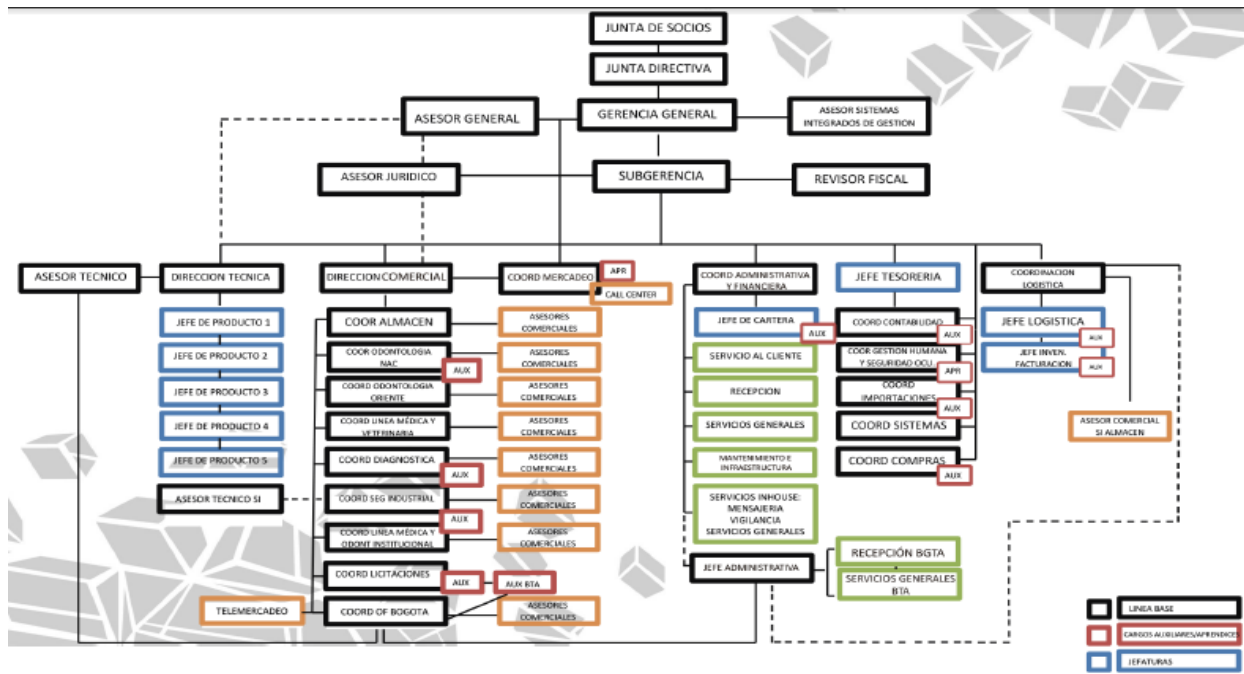 JUNTA DE SOCIOS
JUNTA DIRECTIVA
ASESOR GENERAL
GERENCIA GENERAL
ASESOR SISTEMAS
INTEGRADOS DE GESTION
ASESOR JURIDICO
SUBGERENCIA
REVISOR FISCAL
ASESOR TECNICO
DIRECCION TECNICA
DIRECCION COMERCIAL
COORD MERCADEO
APR
CALL CENTER
COORD ADMINISTRATIVA
Y FINANCIERA
JEFE TESORERIA
COORDINACION
LOGISTICA
JEFE DE PRODUCTO 1
JEFE DE PRODUCTO 2
JEFE DE PRODUCTO 3
JEFE DE PRODUCTO 4
JEFE DE PRODUCTO 5
ASESOR TECNICO SI
COOR ALMACEN
ASESORES
COMERCIALES
COOR ODONTOLOGIA
NAC
AUX
ASESORES
COMERCIALES
COORD ODONTOLOGIA
ORIENTE
ASESORES
COMERCIALES
COORD LINEA MÉDICA Y
VETERINARIA
ASESORES
COMERCIALES
COORD DIAGNOSTICA
AUX
ASESORES
COMERCIALES
COORD SEG INDUSTRIAL
AUX
ASESORES
COMERCIALES
COORD LINEA MÉDICA Y
ODONT INSTITUCIONAL
ASESORES
COMERCIALES
COORD LICITACIONES
AUX
AUX BTA
TELEMERCADEO
COORD OF BOGOTA
ASESORES
COMERCIALES
JEFE DE CARTERA
AUX
SERVICIO AL CLIENTE
RECEPCION
SERVICIOS GENERALES
MANTENIMIENTO E
INFRAESTRUCTURA
SERVICIOS INHOUSE:
MENSAJERIA
VIGILANCIA
SERVICIOS GENERALES
JEFE ADMINISTRATIVA
RECEPCIÓN BGTA
SERVICIOS GENERALES
BTA
COORD CONTABILIDAD
AUX
COOR GESTION HUMANA
Y SEGURIDAD OCU.
APR
COORD
IMPORTACIONES
AUX
COORD SISTEMAS
COORD COMPRAS
AUX
JEFE LOGISTICA
AUX
JEFE INVEN.
FACTURACION
AUX
ASESOR COMERCIAL
SI ALMACEN
LINEA BASE
CARGOS AUXILIARES/APRENDICES
JEFATURAS